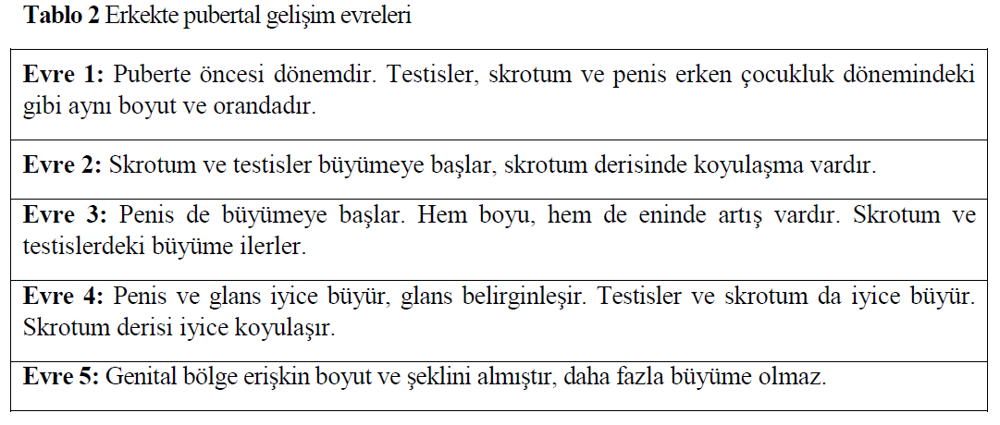 Tablo 2 Erkekte pubertal gelişim evreleri
Evre 1: Puberte öncesi dönemdir. Testisler, skrotum ve penis erken çocukluk dönemindeki
gibi aynı boyut ve orandadır.
Evre 2: Skrotum ve testisler büyümeye başlar, skrotum derisinde koyulaşma vardır.
Evre 3: Penis de büyümeye başlar. Hem boyu, hem de eninde artış vardır. Skrotum ve
testislerdeki büyüme ilerler.
Evre 4: Penis ve glans iyice büyür, glans belirginleşir. Testisler ve skrotum da iyice büyür.
Skrotum derisi iyice koyulaşır.
Evre 5: Genital bölge erişkin boyut ve şeklini almıştır, daha fazla büyüme olmaz.